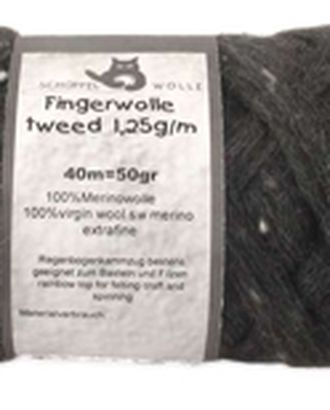 SCHOPPEL WOLLE
Fingerwolle
tweed 1,25g/m
40m=50gr
100%Merinowolle
100%virgin wool s.w merino
extrafine
Regenbogenkammzug bestens
geeignet zum Basteln und Filzen
rainbow top for felting craft and
spinning
Materialverbrauch